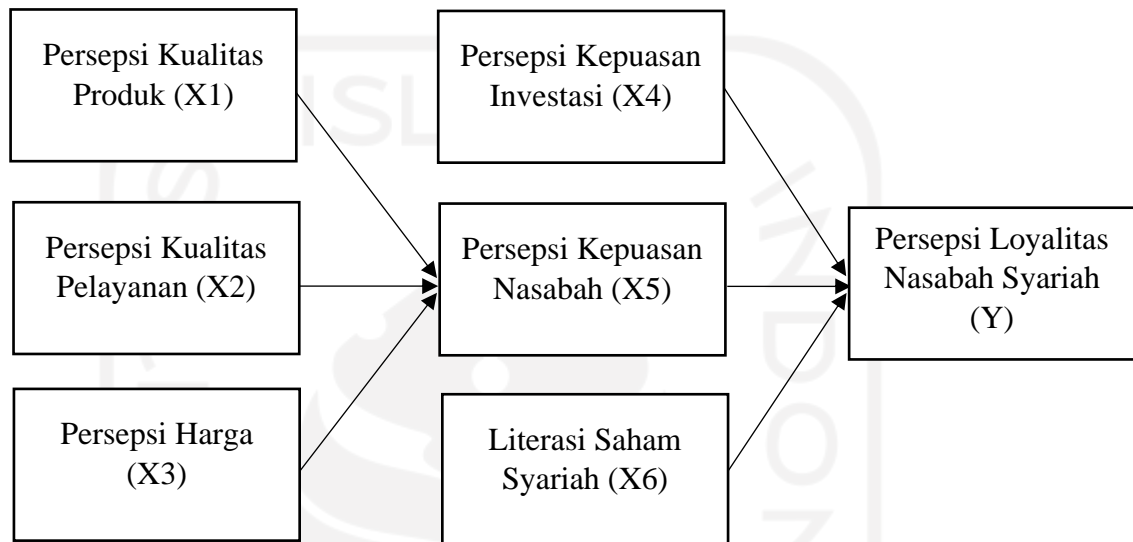 Persepsi Kualitas
Produk (X1)
Persepsi Kualitas
Pelayanan (X2)
Persepsi Harga
(X3)
Persepsi Kepuasan
Investasi (X4)
Persepsi Kepuasan
Nasabah (X5)
Literasi Saham
Syariah (X6)
Persepsi Loyalitas
Nasabah Syariah
(Y)